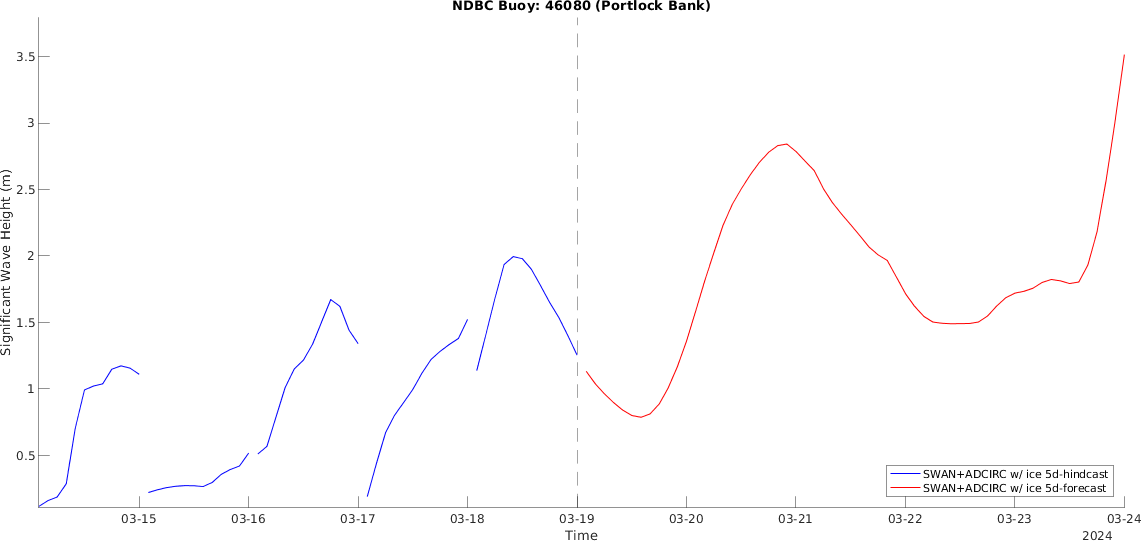 NDBC Buoy: 46080 (Portlock Bank)
Significant Wave Height (m)
3.5
3
2.5
2
1.5
1
0.5
SWAN+ADCIRC w/ ice 5d-hindcast
SWAN+ADCIRC w/ ice 5d-forecast
03-15 03-16 03-17 03-18 03-19 03-20 03-21 03-22 03-23 03-24
Time
2024